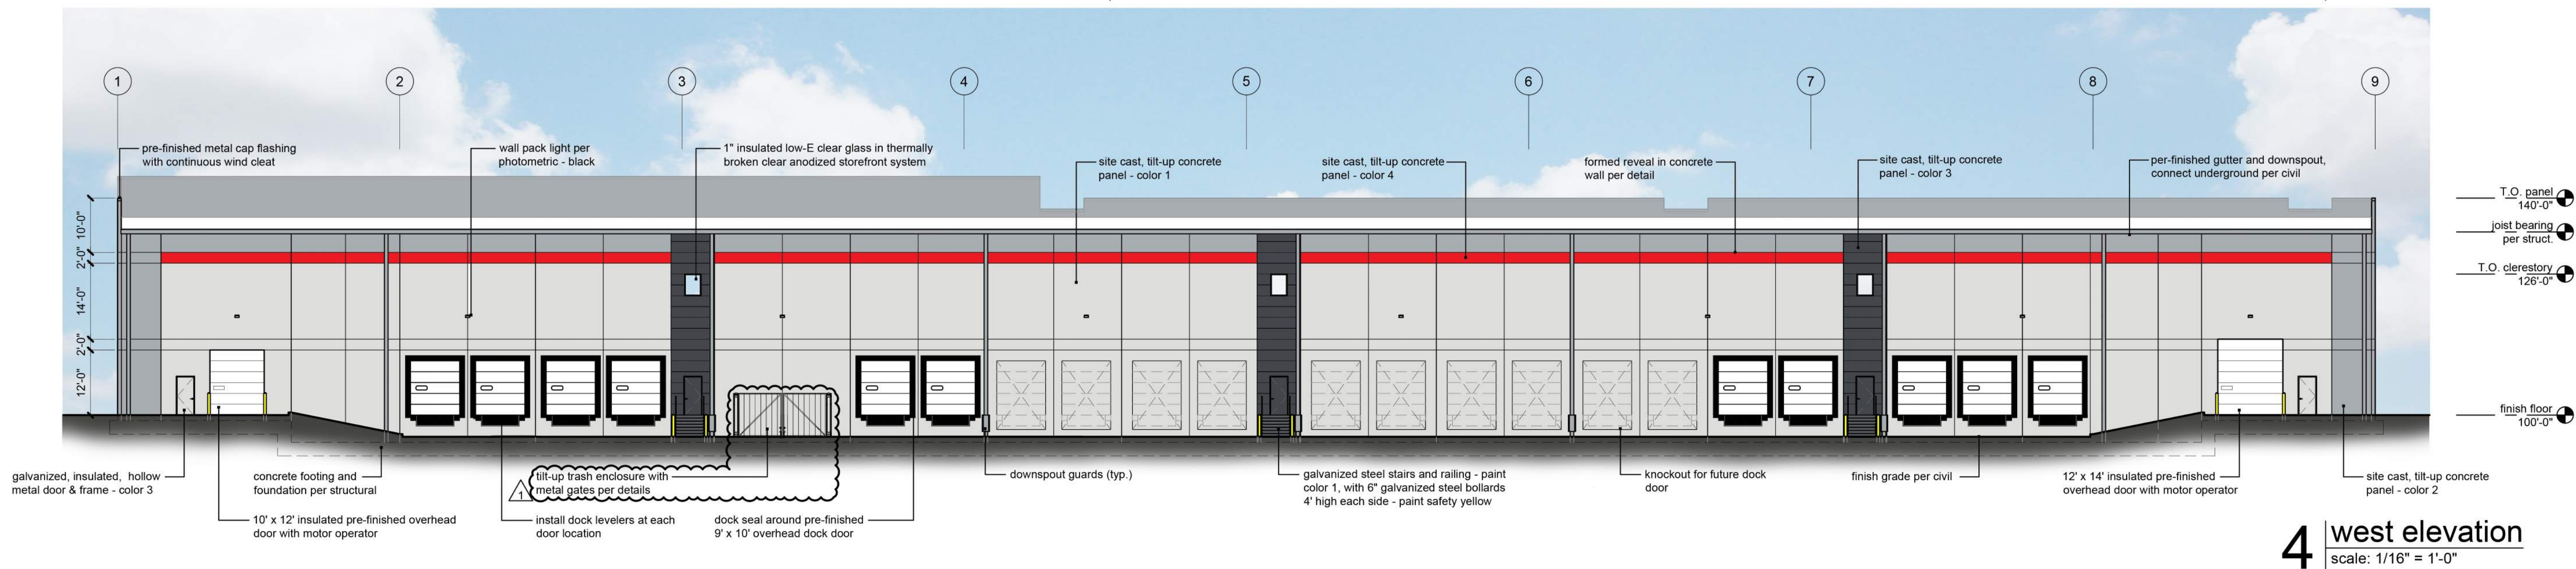 1 2 3 4 5 6 7 8 9
pre-finished metal cap flashing
with continuous wind cleat
wall pack light per
photometric - black
1" insulated low-E clear glass in thermally
broken clear anodized storefront system
site cast, tilt-up concrete
panel - color 1
site cast, tilt-up concrete
panel - color 4
formed reveal in concrete
wall per detail
site cast, tilt-up concrete
panel - color 3
per-finished gutter and downspout,
connect underground per civil
10'-0"
2'-0"
14'-0"
2'-0"
12'-0"
T.O. panel
140'-0"
joist bearing
per struct.
T.O. clerestory
126'-0"
finish floor
100'-0"
galvanized, insulated, hollow
metal door & frame - color 3
concrete footing and
foundation per structural
1
tilt-up trash enclosure with
metal gates per details
downspout guards (typ.)
galvanized steel stairs and railing - paint
color 1, with 6" galvanized steel bollards
4' high each side - paint safety yellow
knockout for future dock
door
finish grade per civil
12' x 14' insulated pre-finished
overhead door with motor operator
site cast, tilt-up concrete
panel - color 2
10' x 12' insulated pre-finished overhead
door with motor operator
install dock levelers at each
door location
dock seal around pre-finished
9' x 10' overhead dock door
4 west elevation
scale: 1/16" = 1'-0"